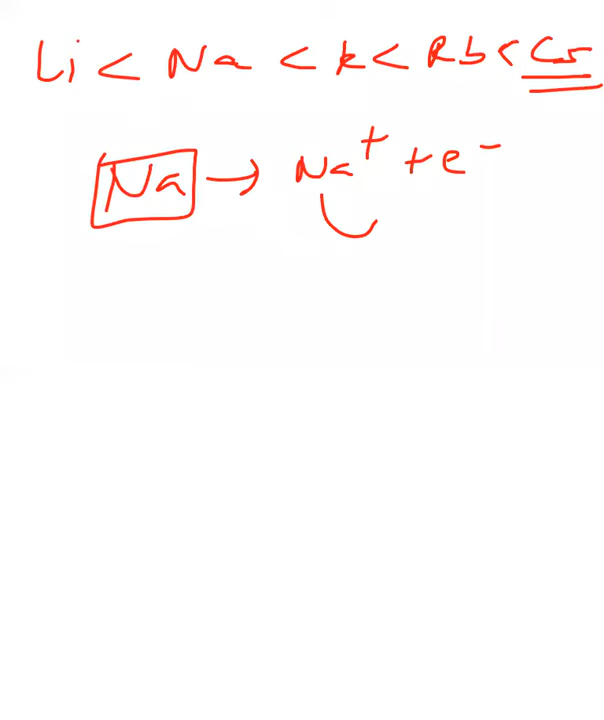 Li < Na < K < Rb < Cs
Na → Na⁺ + e⁻